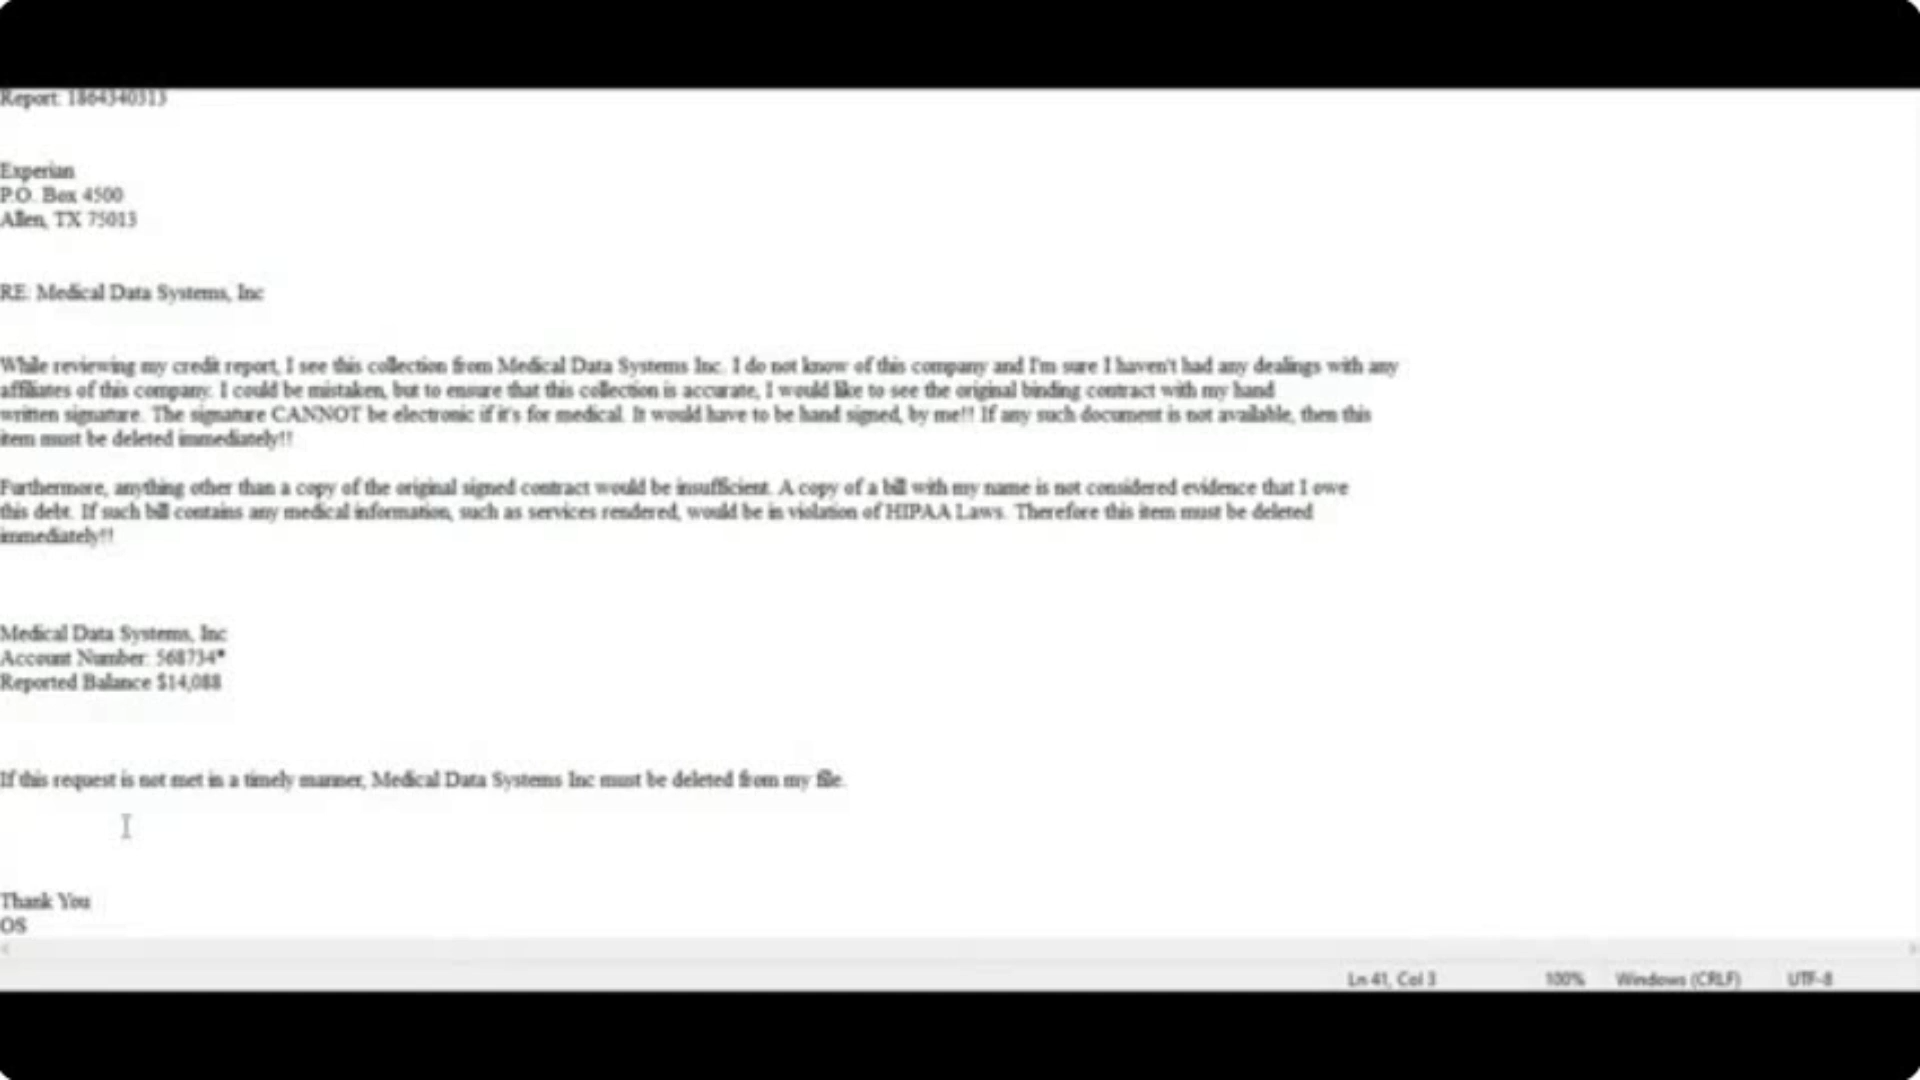 Report: 1864340313
Experian
P.O. Box 4500
Allen, TX 75013
RE: Medical Data Systems, Inc
While reviewing my credit report, I see this collection from Medical Data Systems Inc. I do not know of this company and I'm sure I haven't had any dealings with any
affiliates of this company. I could be mistaken, but to ensure that this collection is accurate, I would like to see the original binding contract with my hand
written signature. The signature CANNOT be electronic if it's for medical. It would have to be hand signed, by me!! If any such document is not available, then this
item must be deleted immediately!!
Furthermore, anything other than a copy of the original signed contract would be insufficient. A copy of a bill with my name is not considered evidence that I owe
this debt. If such bill contains any medical information, such as services rendered, would be in violation of HIPAA Laws. Therefore this item must be deleted
immediately!!
Medical Data Systems, Inc
Account Number: 568734*
Reported Balance $14,088
If this request is not met in a timely manner, Medical Data Systems Inc must be deleted from my file.
Thank You
OS
Ln 41, Col 3 100% Windows (CRLF) UTF-8